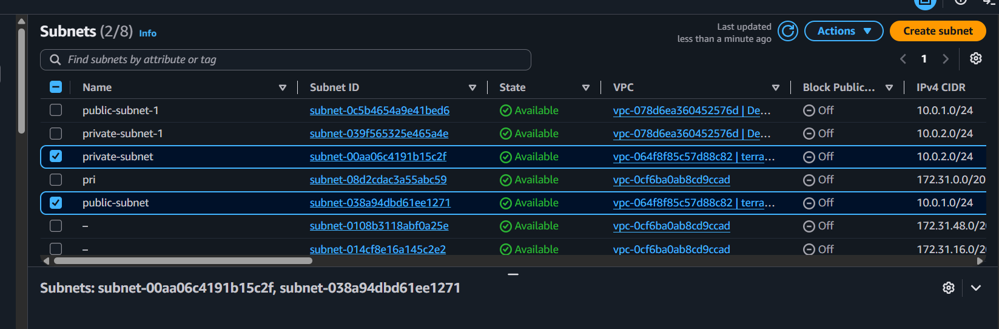 Subnets (2/8) Info
Last updated
less than a minute ago
Actions
Create subnet
Find subnets by attribute or tag
1
Name Subnet ID State VPC Block Public... IPv4 CIDR
public-subnet-1 subnet-0c5b4654a9e41bed6 Available vpc-078d6ea360452576d | De... Off 10.0.1.0/24
private-subnet-1 subnet-039f565325e465a4e Available vpc-078d6ea360452576d | De... Off 10.0.2.0/24
private-subnet subnet-00aa06c4191b15c2f Available vpc-064f8f85c57d88c82 | terra... Off 10.0.2.0/24
pri subnet-08d2cdac3a55abc59 Available vpc-0cf6ba0ab8cd9ccad Off 172.31.0.0/20
public-subnet subnet-038a94dbd61ee1271 Available vpc-064f8f85c57d88c82 | terra... Off 10.0.1.0/24
– subnet-0108b3118abf0a25e Available vpc-0cf6ba0ab8cd9ccad Off 172.31.48.0/2
– subnet-014cf8e16a145c2e2 Available vpc-0cf6ba0ab8cd9ccad Off 172.31.16.0/2
Subnets: subnet-00aa06c4191b15c2f, subnet-038a94dbd61ee1271